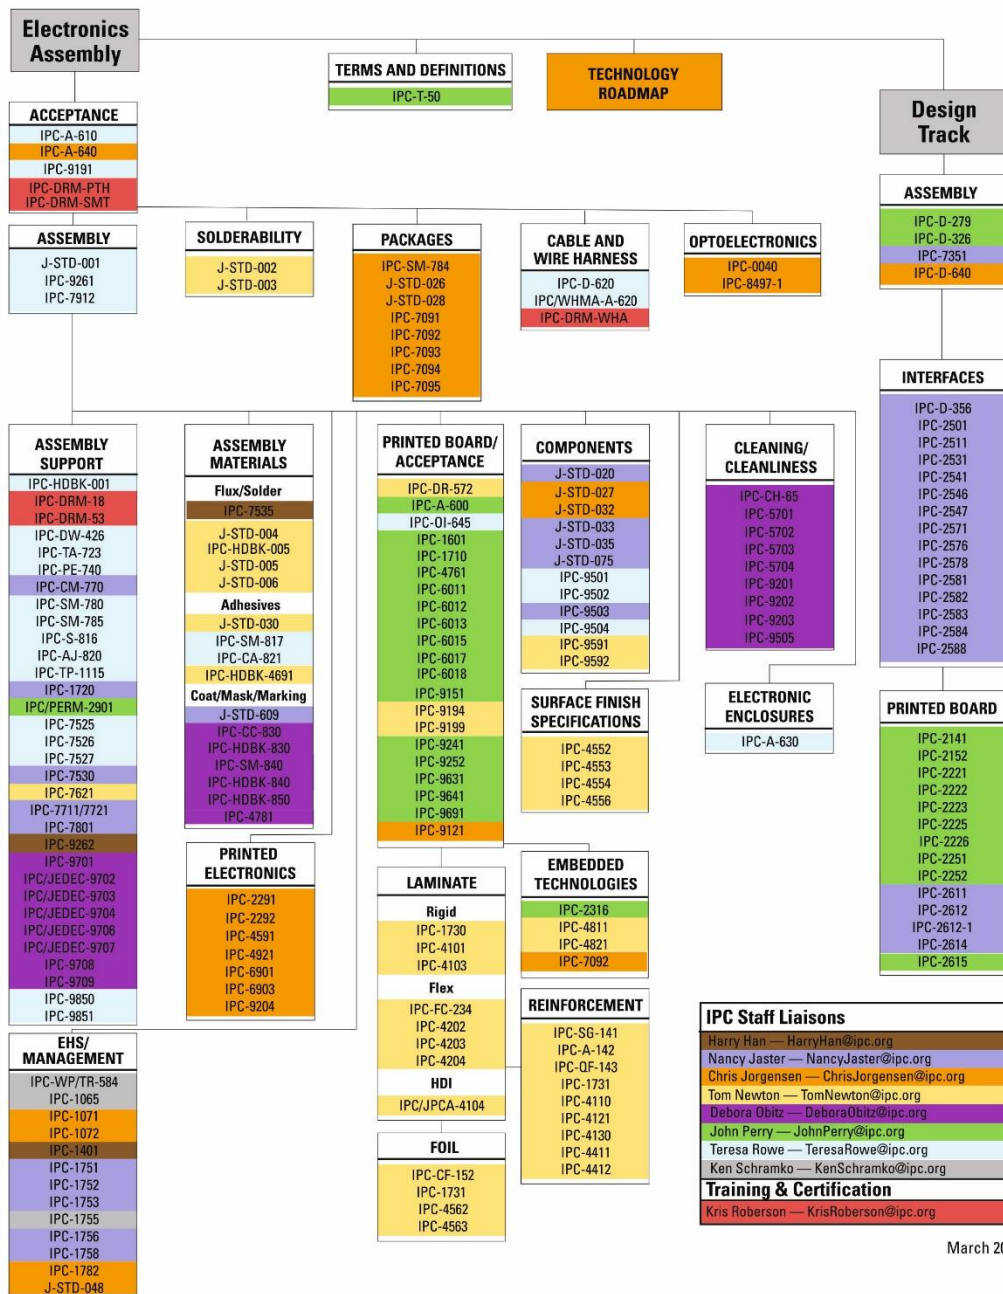 Electronics
Assembly
TERMS AND DEFINITIONS
IPC-T-50
TECHNOLOGY
ROADMAP
Design
Track
ACCEPTANCE
IPC-A-610
IPC-A-640
IPC-9191
IPC-DRM-PTH
IPC-DRM-SMT
ASSEMBLY
J-STD-001
IPC-9261
IPC-7912
SOLDERABILITY
J-STD-002
J-STD-003
PACKAGES
IPC-SM-784
J-STD-026
J-STD-028
IPC-7091
IPC-7092
IPC-7093
IPC-7094
IPC-7095
CABLE AND
WIRE HARNESS
IPC-D-620
IPC/WHMA-A-620
IPC-DRM-WHA
OPTOELECTRONICS
IPC-0040
IPC-8497-1
ASSEMBLY
IPC-D-279
IPC-D-326
IPC-7351
IPC-D-640
INTERFACES
IPC-D-356
IPC-2501
IPC-2511
IPC-2531
IPC-2541
IPC-2546
IPC-2547
IPC-2571
IPC-2576
IPC-2578
IPC-2581
IPC-2582
IPC-2583
IPC-2584
IPC-2588
ASSEMBLY
SUPPORT
IPC-HDBK-001
IPC-DRM-18
IPC-DRM-53
IPC-DW-426
IPC-TA-723
IPC-PE-740
IPC-CM-770
IPC-SM-780
IPC-SM-785
IPC-S-816
IPC-AJ-820
IPC-TP-1115
IPC-1720
IPC/PERM-2901
IPC-7525
IPC-7526
IPC-7527
IPC-7530
IPC-7621
IPC-7711/7721
IPC-7801
IPC-9262
IPC-9701
IPC/JEDEC-9702
IPC/JEDEC-9703
IPC/JEDEC-9704
IPC/JEDEC-9706
IPC/JEDEC-9707
IPC-9708
IPC-9709
IPC-9850
IPC-9851
ASSEMBLY
MATERIALS
Flux/Solder
IPC-7535
J-STD-004
IPC-HDBK-005
J-STD-005
J-STD-006
Adhesives
J-STD-030
IPC-SM-817
IPC-CA-821
IPC-HDBK-4691
Coat/Mask/Marking
J-STD-609
IPC-CC-830
IPC-HDBK-830
IPC-SM-840
IPC-HDBK-840
IPC-HDBK-850
IPC-4781
PRINTED BOARD/
ACCEPTANCE
IPC-DR-572
IPC-A-600
IPC-OI-645
IPC-1601
IPC-1710
IPC-4761
IPC-6011
IPC-6012
IPC-6013
IPC-6015
IPC-6017
IPC-6018
IPC-9151
IPC-9194
IPC-9199
IPC-9241
IPC-9252
IPC-9631
IPC-9641
IPC-9691
IPC-9121
COMPONENTS
J-STD-020
J-STD-027
J-STD-032
J-STD-033
J-STD-035
J-STD-075
IPC-9501
IPC-9502
IPC-9503
IPC-9504
IPC-9591
IPC-9592
CLEANING/
CLEANLINESS
IPC-CH-65
IPC-5701
IPC-5702
IPC-5703
IPC-5704
IPC-9201
IPC-9202
IPC-9203
IPC-9505
SURFACE FINISH
SPECIFICATIONS
IPC-4552
IPC-4553
IPC-4554
IPC-4556
ELECTRONIC
ENCLOSURES
IPC-A-630
PRINTED BOARD
IPC-2141
IPC-2152
IPC-2221
IPC-2222
IPC-2223
IPC-2225
IPC-2226
IPC-2251
IPC-2252
IPC-2611
IPC-2612
IPC-2612-1
IPC-2614
IPC-2615
PRINTED
ELECTRONICS
IPC-2291
IPC-2292
IPC-4591
IPC-4921
IPC-6901
IPC-6903
IPC-9204
LAMINATE
Rigid
IPC-1730
IPC-4101
IPC-4103
Flex
IPC-FC-234
IPC-4202
IPC-4203
IPC-4204
HDI
IPC/JPCA-4104
FOIL
IPC-CF-152
IPC-1731
IPC-4562
IPC-4563
EMBEDDED
TECHNOLOGIES
IPC-2316
IPC-4811
IPC-4821
IPC-7092
REINFORCEMENT
IPC-SG-141
IPC-A-142
IPC-QF-143
IPC-1731
IPC-4110
IPC-4121
IPC-4130
IPC-4411
IPC-4412
EHS/
MANAGEMENT
IPC-WP/TR-584
IPC-1065
IPC-1071
IPC-1072
IPC-1401
IPC-1751
IPC-1752
IPC-1753
IPC-1755
IPC-1756
IPC-1758
IPC-1782
J-STD-048
IPC Staff Liaisons
Harry Han — HarryHan@ipc.org
Nancy Jaster — NancyJaster@ipc.org
Chris Jorgensen — ChrisJorgensen@ipc.org
Tom Newton — TomNewton@ipc.org
Debora Obitz — DeboraObitz@ipc.org
John Perry — JohnPerry@ipc.org
Teresa Rowe — TeresaRowe@ipc.org
Ken Schramko — KenSchramko@ipc.org
Training & Certification
Kris Roberson — KrisRoberson@ipc.org
March 20